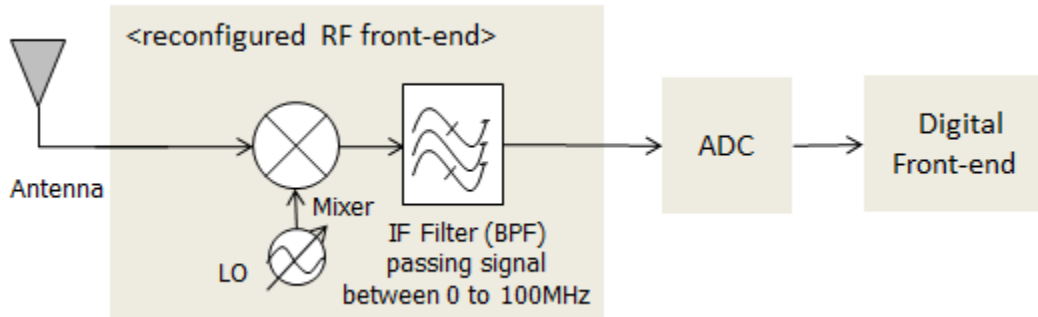 <reconfigured RF front-end>
Antenna
Mixer
LO
IF Filter (BPF)
passing signal
between 0 to 100MHz
ADC
Digital
Front-end